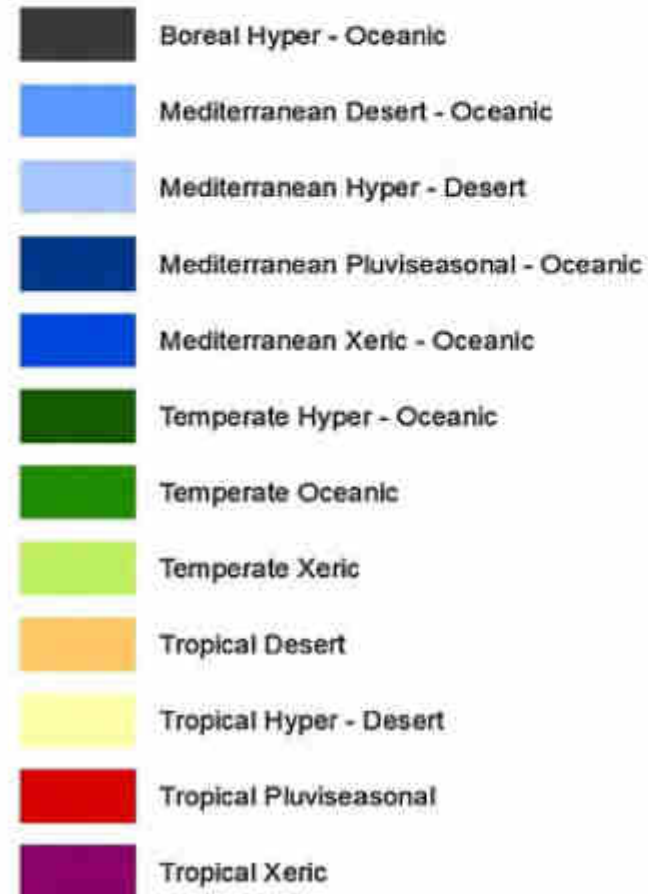 Boreal Hyper - Oceanic
Mediterranean Desert - Oceanic
Mediterranean Hyper - Desert
Mediterranean Pluviseasonal - Oceanic
Mediterranean Xeric - Oceanic
Temperate Hyper - Oceanic
Temperate Oceanic
Temperate Xeric
Tropical Desert
Tropical Hyper - Desert
Tropical Pluviseasonal
Tropical Xeric